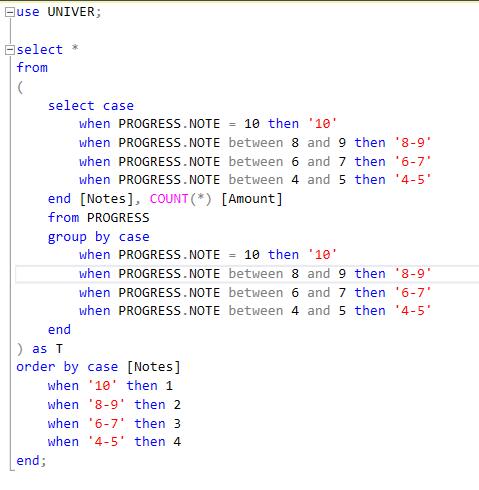 use UNIVER;
select *
from
(
select case
when PROGRESS.NOTE = 10 then '10'
when PROGRESS.NOTE between 8 and 9 then '8-9'
when PROGRESS.NOTE between 6 and 7 then '6-7'
when PROGRESS.NOTE between 4 and 5 then '4-5'
end [Notes], COUNT(*) [Amount]
from PROGRESS
group by case
when PROGRESS.NOTE = 10 then '10'
when PROGRESS.NOTE between 8 and 9 then '8-9'
when PROGRESS.NOTE between 6 and 7 then '6-7'
when PROGRESS.NOTE between 4 and 5 then '4-5'
end
) as T
order by case [Notes]
when '10' then 1
when '8-9' then 2
when '6-7' then 3
when '4-5' then 4
end;